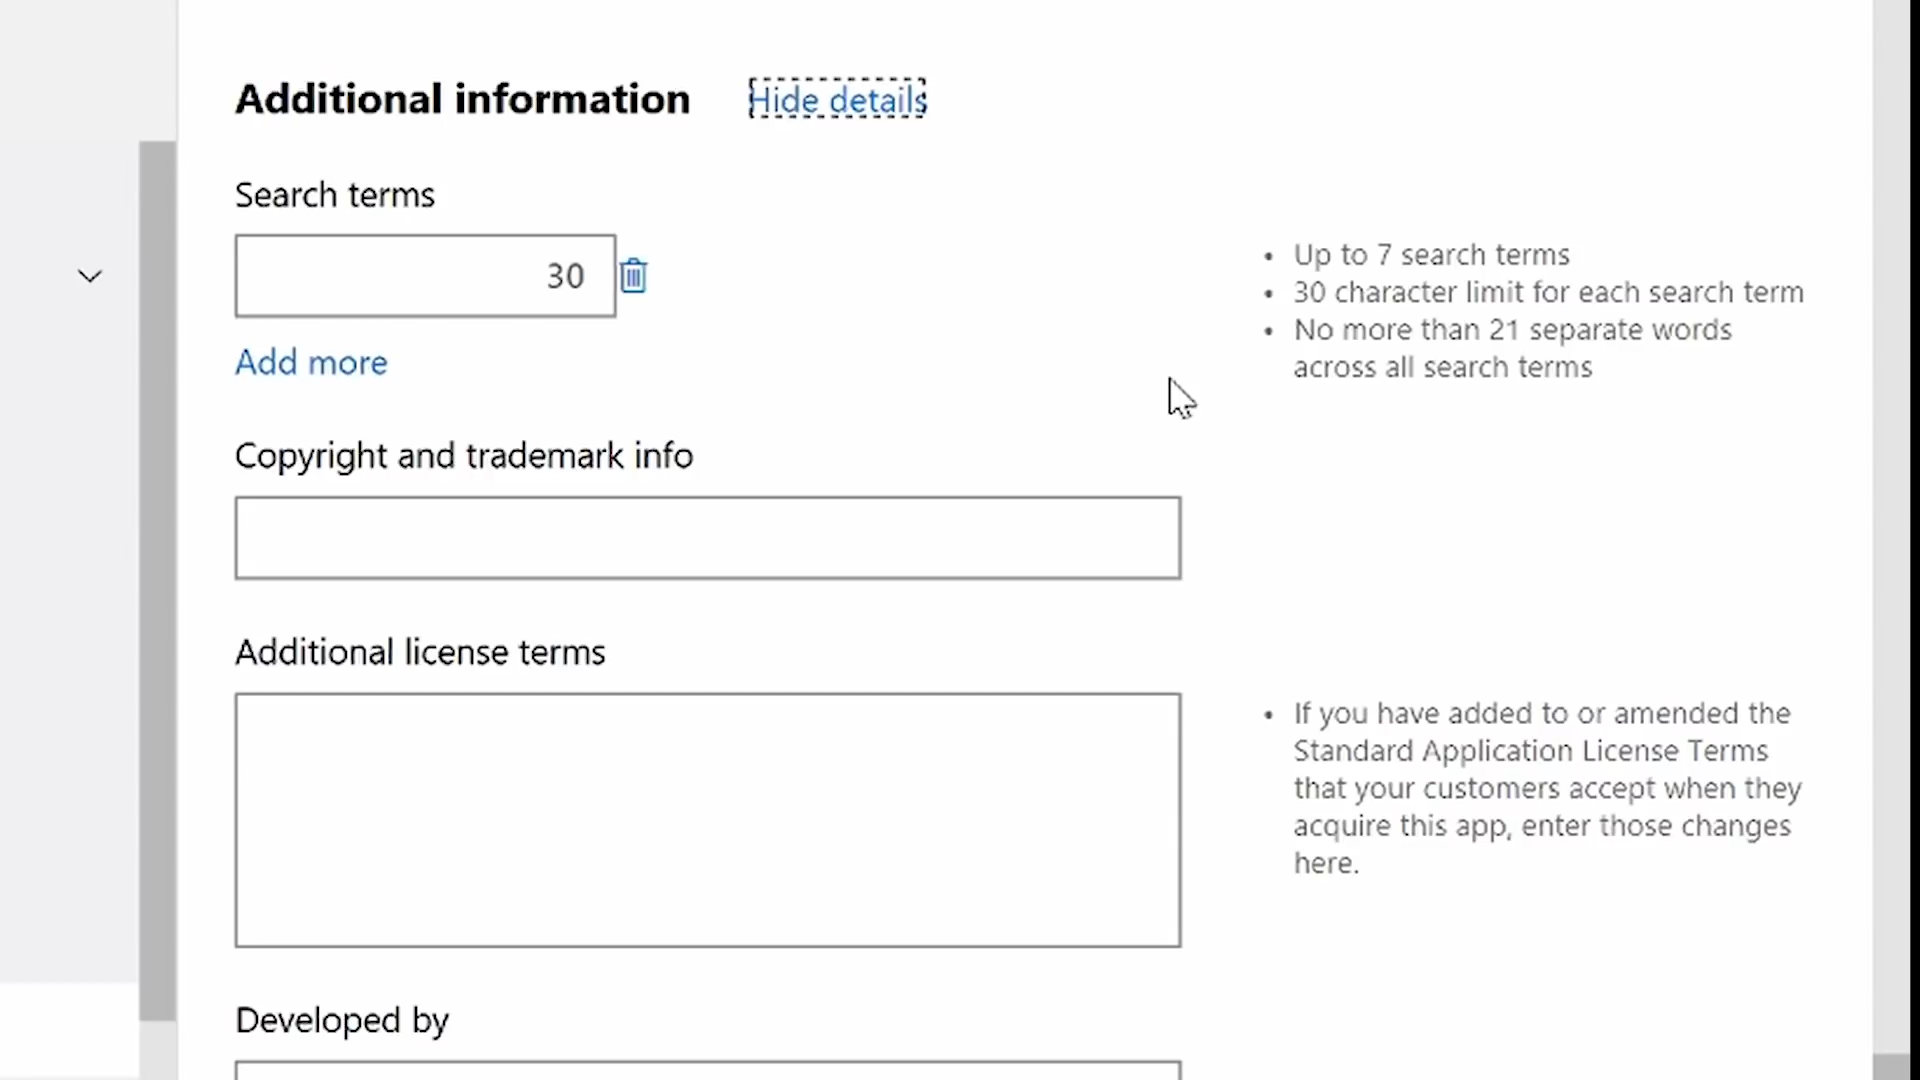 Additional information Hide details
Search terms
30
Add more
• Up to 7 search terms
• 30 character limit for each search term
• No more than 21 separate words
across all search terms
Copyright and trademark info
Additional license terms
• If you have added to or amended the
Standard Application License Terms
that your customers accept when they
acquire this app, enter those changes
here.
Developed by